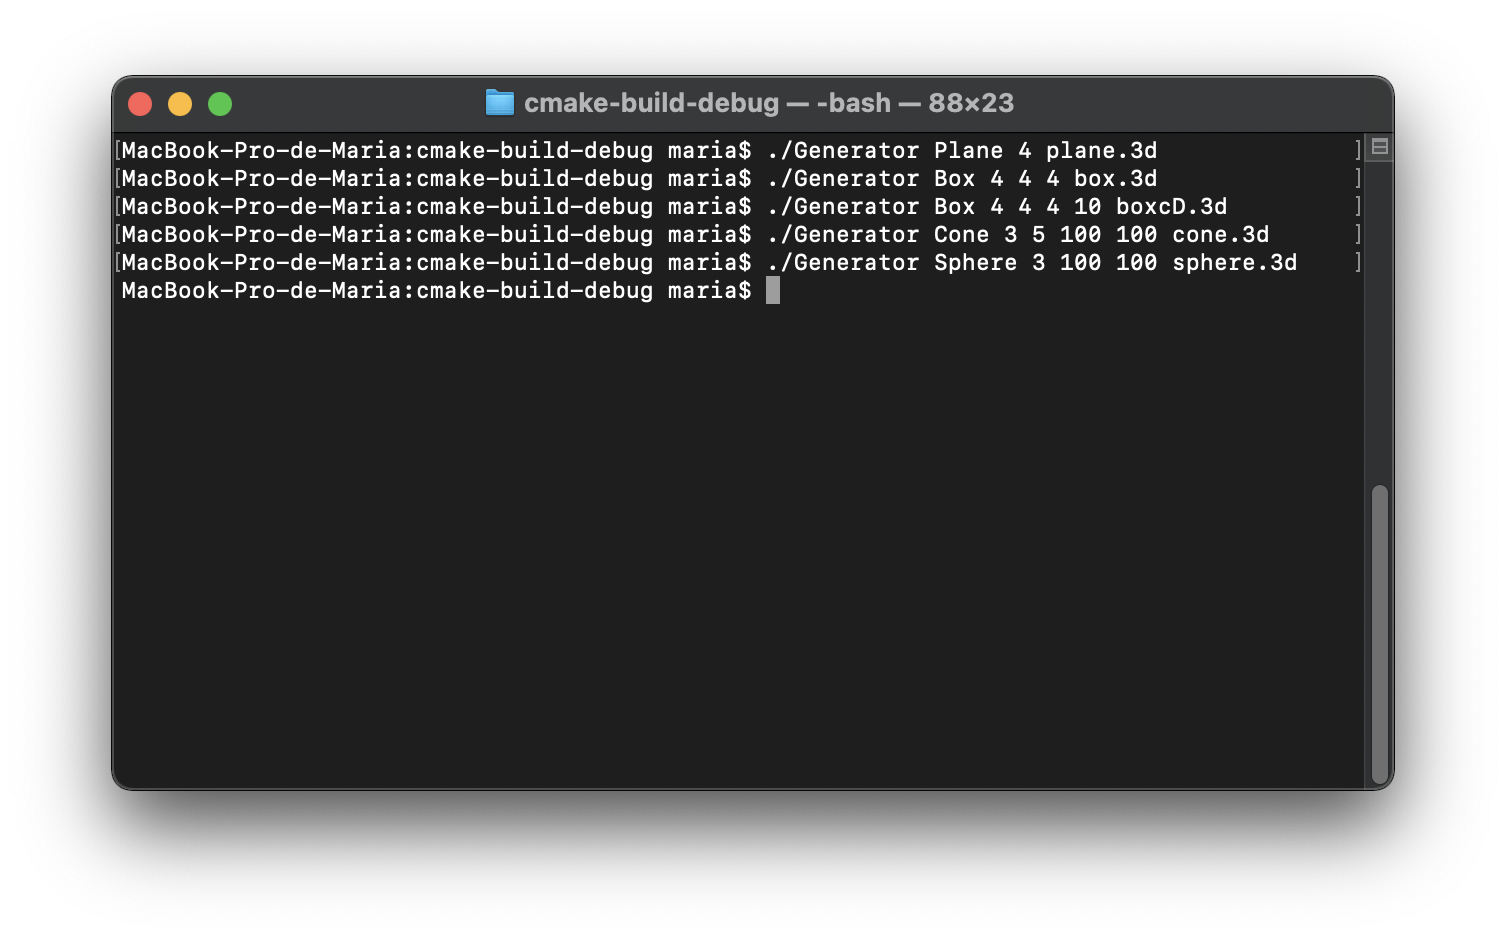 cmake-build-debug — -bash — 88×23
[MacBook-Pro-de-Maria:cmake-build-debug maria$ ./Generator Plane 4 plane.3d ]
[MacBook-Pro-de-Maria:cmake-build-debug maria$ ./Generator Box 4 4 4 box.3d ]
[MacBook-Pro-de-Maria:cmake-build-debug maria$ ./Generator Box 4 4 4 10 boxcD.3d ]
[MacBook-Pro-de-Maria:cmake-build-debug maria$ ./Generator Cone 3 5 100 100 cone.3d ]
[MacBook-Pro-de-Maria:cmake-build-debug maria$ ./Generator Sphere 3 100 100 sphere.3d ]
MacBook-Pro-de-Maria:cmake-build-debug maria$